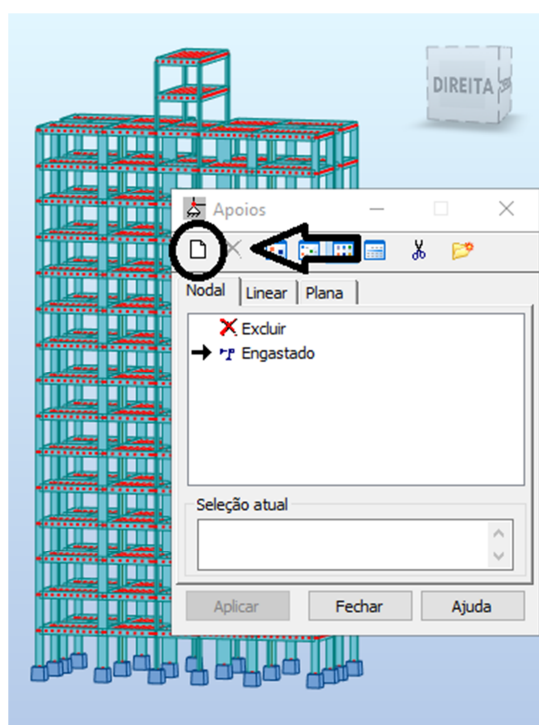 DIREITA
Apoios
Nodal
Linear
Plana
Excluir
Engastado
Seleção atual
Aplicar
Fechar
Ajuda